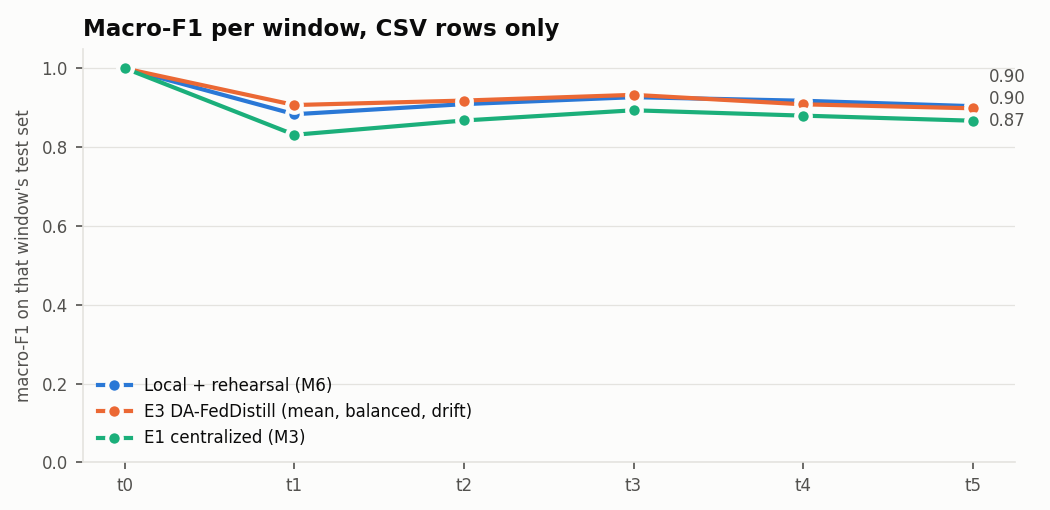 Macro-F1 per window, CSV rows only
macro-F1 on that window's test set
1.0
0.8
0.6
0.4
0.2
0.0
0.90
0.90
0.87
Local + rehearsal (M6)
E3 DA-FedDistill (mean, balanced, drift)
E1 centralized (M3)
t0
t1
t2
t3
t4
t5